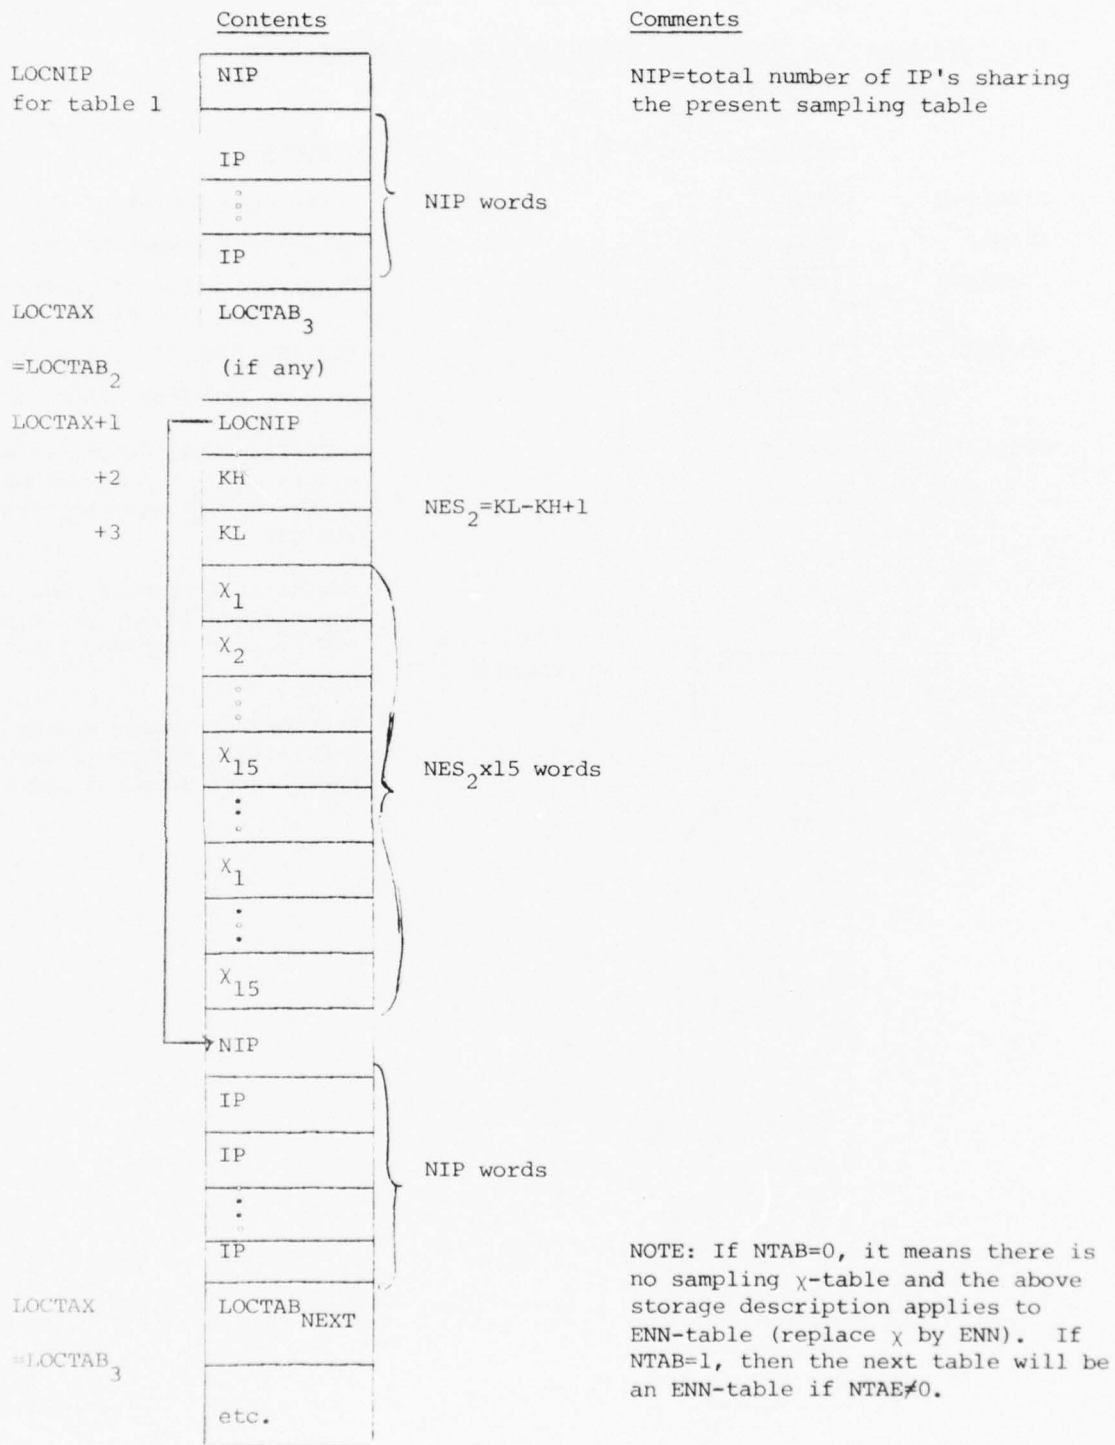 Contents Comments
LOCNIP NIP NIP=total number of IP's sharing
for table 1 the present sampling table
IP
NIP words
IP
LOCTAX LOCTAB3
=LOCTAB2 (if any)
LOCTAX+1 LOCNIP
+2 KH
NES2=KL-KH+1
+3 KL
χ1
χ2
χ15 NES2x15 words
χ1
χ15
NIP
IP
IP NIP words
IP NOTE: If NTAB=0, it means there is
no sampling χ-table and the above
LOCTAX LOCTABNEXT storage description applies to
ENN-table (replace χ by ENN). If
=LOCTAB3 NTAB=1, then the next table will be
an ENN-table if NTAE≠0.
etc.